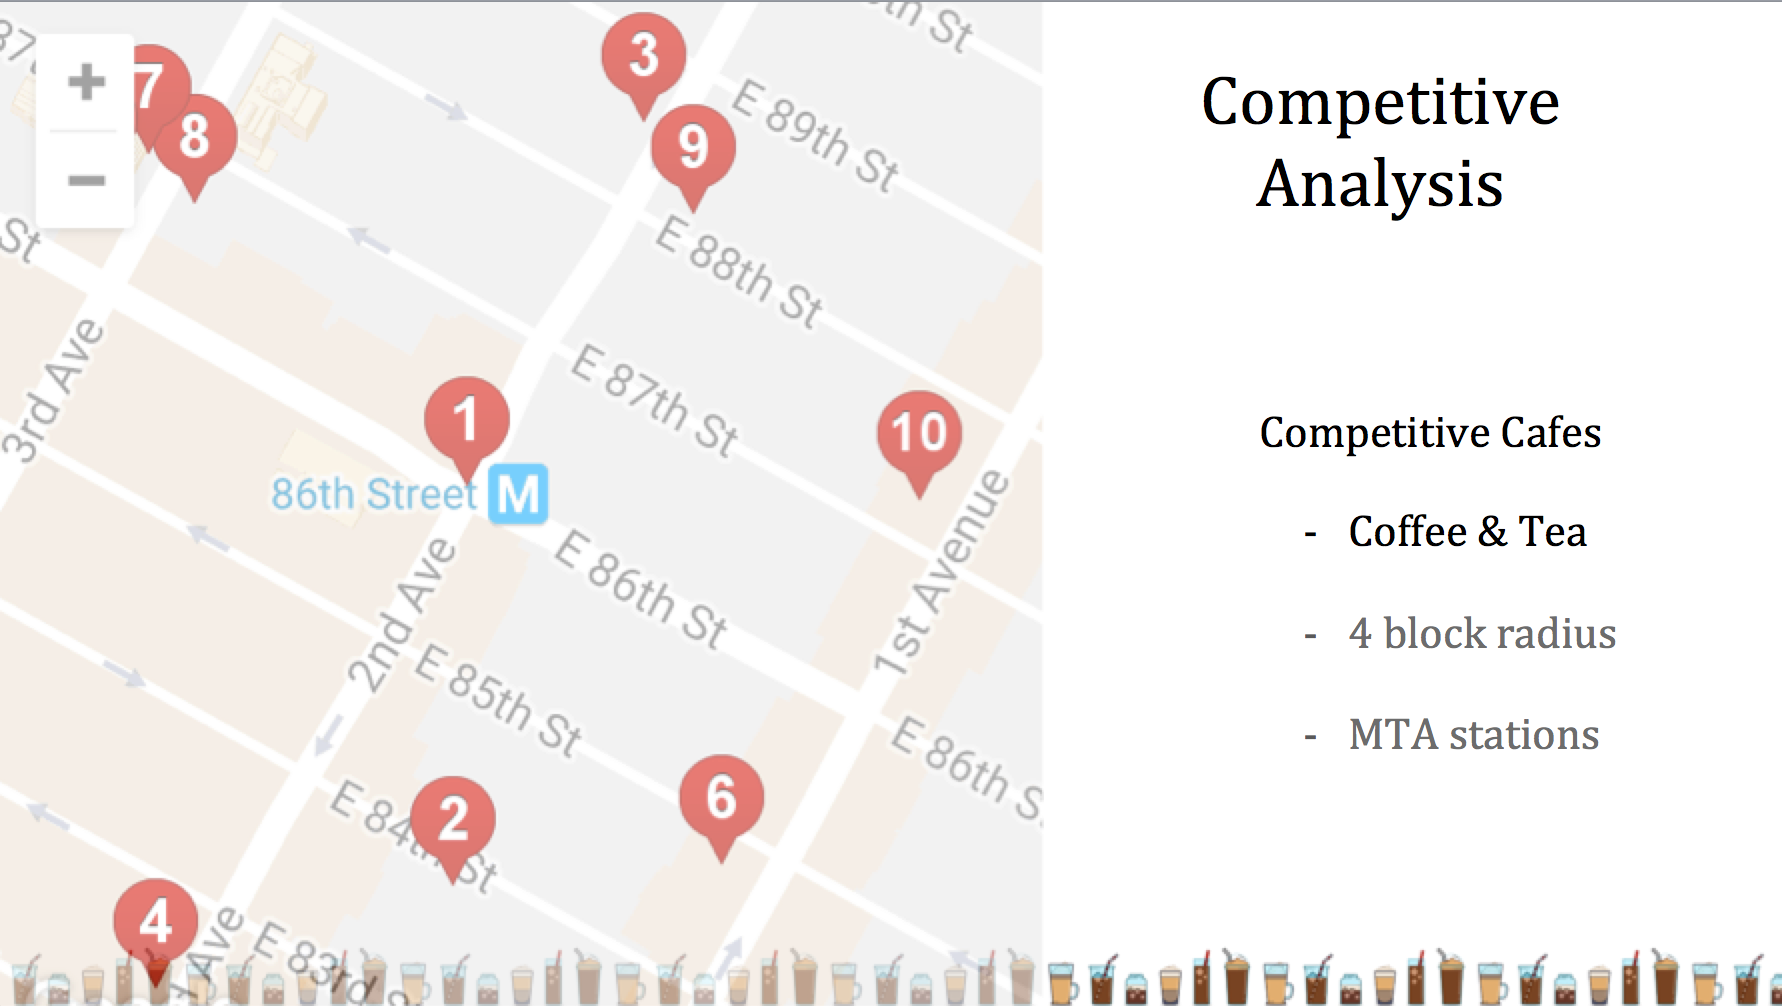 Competitive
Analysis
Competitive Cafes
- Coffee & Tea
- 4 block radius
- MTA stations
+
−
7
8
3
9
E 89th St
E 88th St
E 87th St
St
3rd Ave
1
86th Street M
10
1st Avenue
E 86th St
2nd Ave
E 85th St
E 86th S
E 84th St
2
6
4
Ave
E 83rd